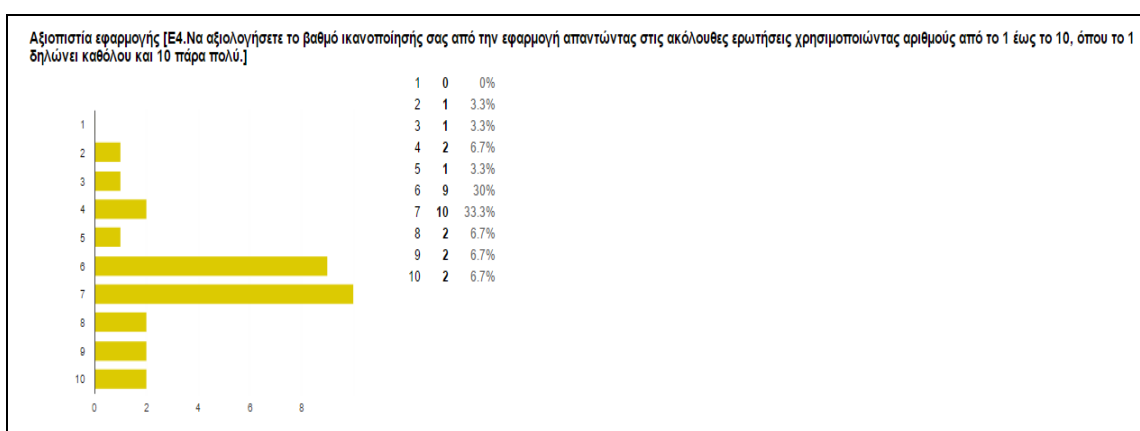 Αξιοπιστία εφαρμογής [Ε4.Να αξιολογήσετε το βαθμό ικανοποίησής σας από την εφαρμογή απαντώντας στις ακόλουθες ερωτήσεις χρησιμοποιώντας αριθμούς από το 1 έως το 10, όπου το 1
δηλώνει καθόλου και 10 πάρα πολύ.]
1 0 0%
2 1 3.3%
3 1 3.3%
4 2 6.7%
5 1 3.3%
6 9 30%
7 10 33.3%
8 2 6.7%
9 2 6.7%
10 2 6.7%
1
2
3
4
5
6
7
8
9
10
0 2 4 6 8